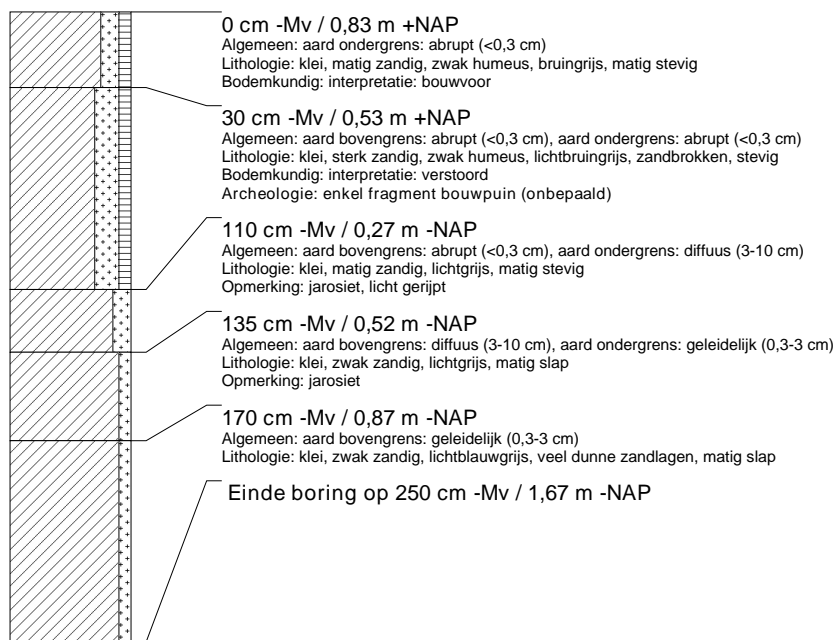 0 cm -Mv / 0,83 m +NAP
Algemeen: aard ondergrens: abrupt (<0,3 cm)
Lithologie: klei, matig zandig, zwak humeus, bruingrijs, matig stevig
Bodemkundig: interpretatie: bouwvoor
30 cm -Mv / 0,53 m +NAP
Algemeen: aard bovengrens: abrupt (<0,3 cm), aard ondergrens: abrupt (<0,3 cm)
Lithologie: klei, sterk zandig, zwak humeus, lichtbruingrijs, zandbrokken, stevig
Bodemkundig: interpretatie: verstoord
Archeologie: enkel fragment bouwpuin (onbepaald)
110 cm -Mv / 0,27 m -NAP
Algemeen: aard bovengrens: abrupt (<0,3 cm), aard ondergrens: diffuus (3-10 cm)
Lithologie: klei, matig zandig, lichtgrijs, matig stevig
Opmerking: jarosiet, licht gerijpt
135 cm -Mv / 0,52 m -NAP
Algemeen: aard bovengrens: diffuus (3-10 cm), aard ondergrens: geleidelijk (0,3-3 cm)
Lithologie: klei, zwak zandig, lichtgrijs, matig slap
Opmerking: jarosiet
170 cm -Mv / 0,87 m -NAP
Algemeen: aard bovengrens: geleidelijk (0,3-3 cm)
Lithologie: klei, zwak zandig, lichtblauwgrijs, veel dunne zandlagen, matig slap
Einde boring op 250 cm -Mv / 1,67 m -NAP